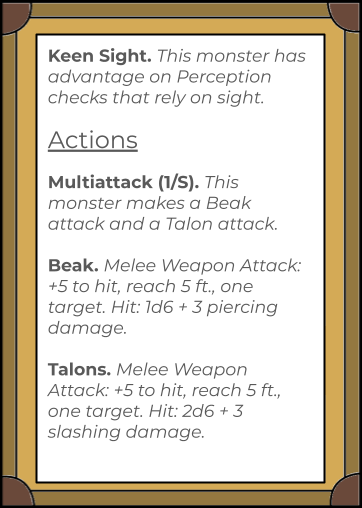 Keen Sight. This monster has
advantage on Perception
checks that rely on sight.
Actions
Multiattack (1/S). This
monster makes a Beak
attack and a Talon attack.
Beak. Melee Weapon Attack:
+5 to hit, reach 5 ft., one
target. Hit: 1d6 + 3 piercing
damage.
Talons. Melee Weapon
Attack: +5 to hit, reach 5 ft.,
one target. Hit: 2d6 + 3
slashing damage.